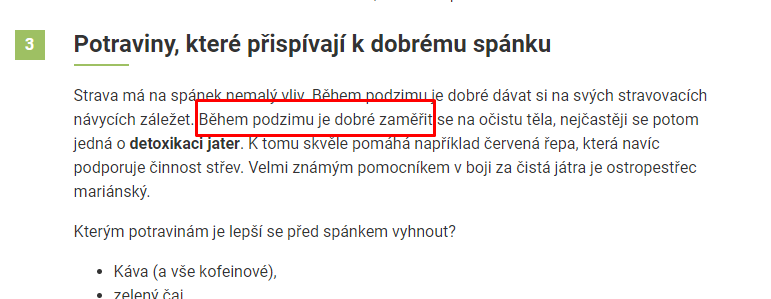 3
Potraviny, které přispívají k dobrému spánku
Strava má na spánek nemalý vliv. Během podzimu je dobré dávat si na svých stravovacích
návycích záležet. Během podzimu je dobré zaměřit se na očistu těla, nejčastěji se potom
jedná o detoxikaci jater. K tomu skvěle pomáhá například červená řepa, která navíc
podporuje činnost střev. Velmi známým pomocníkem v boji za čistá játra je ostropestřec
mariánský.
Kterým potravinám je lepší se před spánkem vyhnout?
Káva (a vše kofeinové),
zelený čaj